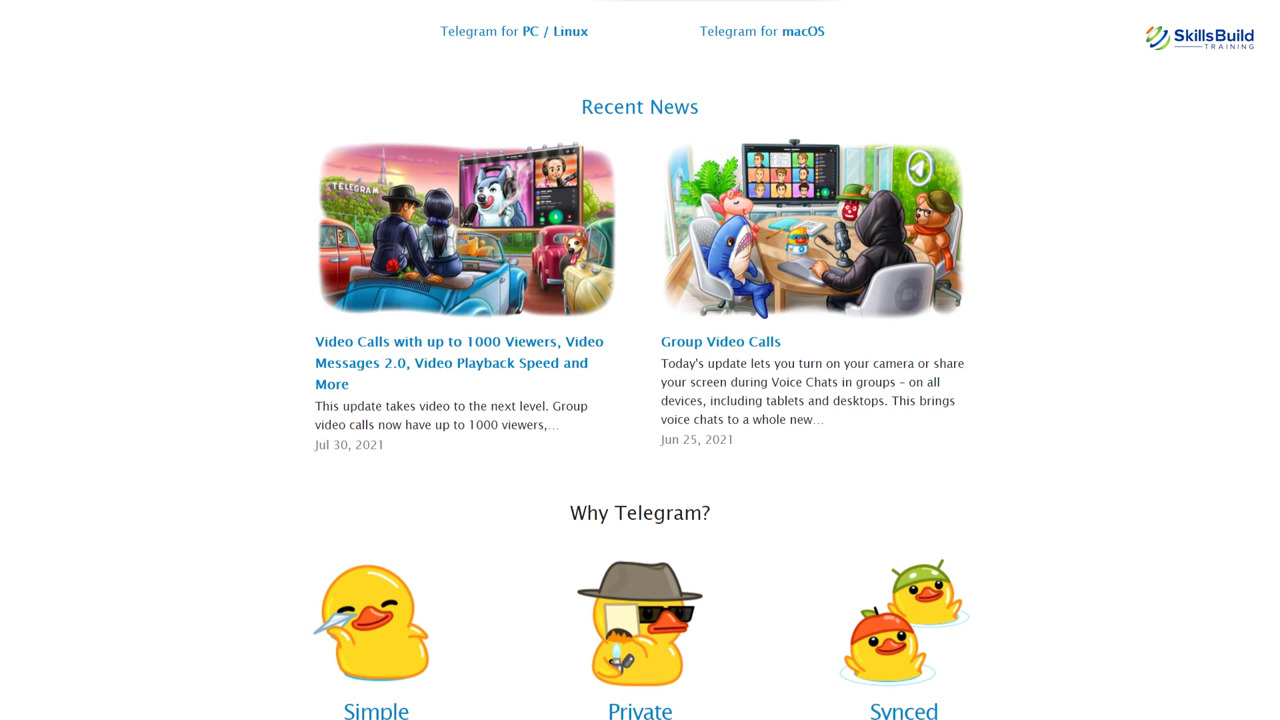 Telegram for PC / Linux
Telegram for macOS
SkillsBuild
TRAINING
Recent News
TELEGRAM
Video Calls with up to 1000 Viewers, Video
Messages 2.0, Video Playback Speed and
More
This update takes video to the next level. Group
video calls now have up to 1000 viewers,...
Jul 30, 2021
Group Video Calls
Today's update lets you turn on your camera or share
your screen during Voice Chats in groups – on all
devices, including tablets and desktops. This brings
voice chats to a whole new...
Jun 25, 2021
Why Telegram?
Simple
Private
Synced